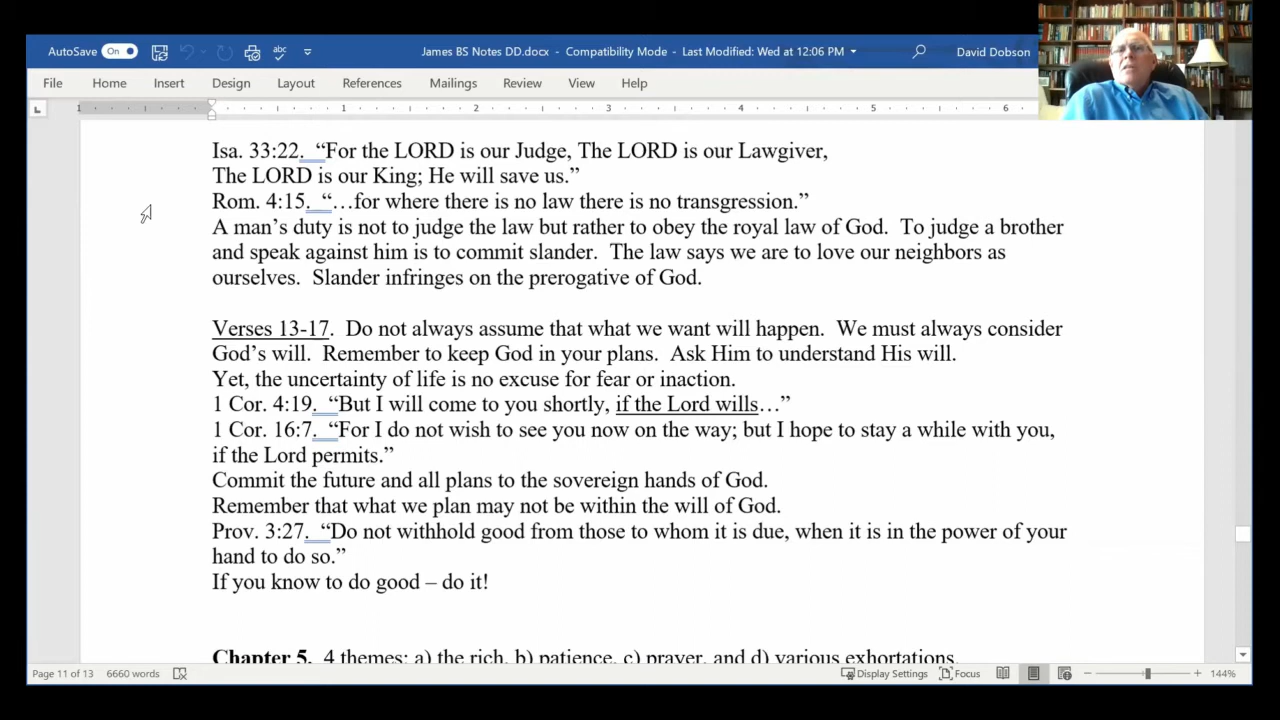 AutoSave On James BS Notes DD.docx - Compatibility Mode - Last Modified: Wed at 12:06 PM David Dobson
File Home Insert Design Layout References Mailings Review View Help
1 1 2 3 4 5 6
Isa. 33:22. “For the LORD is our Judge, The LORD is our Lawgiver,
The LORD is our King; He will save us.”
Rom. 4:15. “…for where there is no law there is no transgression.”
A man’s duty is not to judge the law but rather to obey the royal law of God. To judge a brother
and speak against him is to commit slander. The law says we are to love our neighbors as
ourselves. Slander infringes on the prerogative of God.
Verses 13-17. Do not always assume that what we want will happen. We must always consider
God’s will. Remember to keep God in your plans. Ask Him to understand His will.
Yet, the uncertainty of life is no excuse for fear or inaction.
1 Cor. 4:19. “But I will come to you shortly, if the Lord wills…”
1 Cor. 16:7. “For I do not wish to see you now on the way; but I hope to stay a while with you,
if the Lord permits.”
Commit the future and all plans to the sovereign hands of God.
Remember that what we plan may not be within the will of God.
Prov. 3:27. “Do not withhold good from those to whom it is due, when it is in the power of your
hand to do so.”
If you know to do good – do it!
Chapter 5. 4 themes: a) the rich, b) patience, c) prayer, and d) various exhortations.
Page 11 of 13 6660 words Display Settings Focus 144%